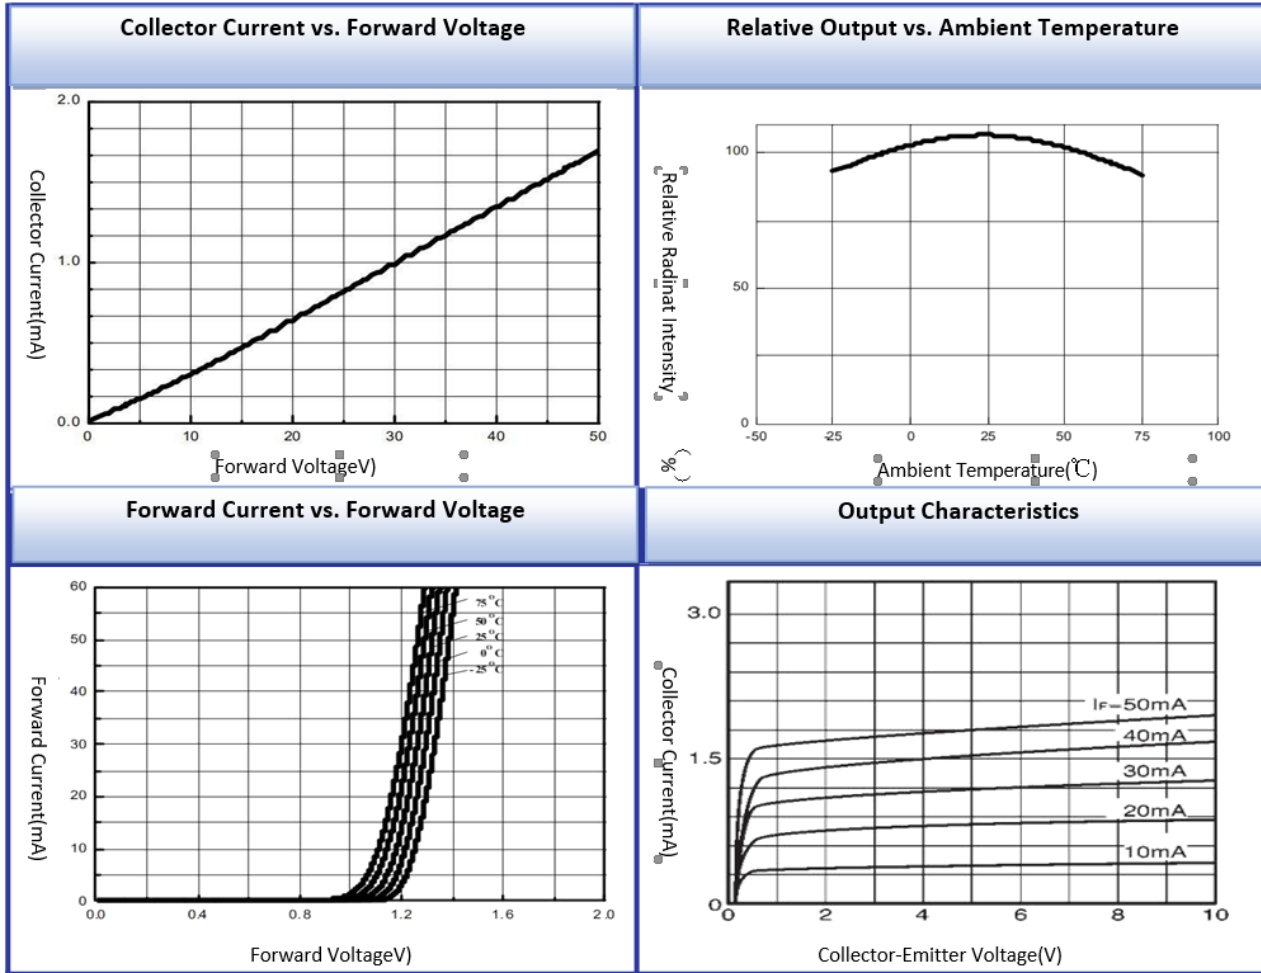 Collector Current vs. Forward Voltage
Relative Output vs. Ambient Temperature
2.0
1.0
0.0
Collector Current(mA)
0 10 20 30 40 50
Forward VoltageV)
100
50
0
Relative Radinat Intensity (%)
-50 -25 0 25 50 75 100
Ambient Temperature(℃)
Forward Current vs. Forward Voltage
Output Characteristics
60
50
40
30
20
10
0
Forward Current(mA)
75°C
50°C
25°C
0°C
-25°C
0.0 0.4 0.8 1.2 1.6 2.0
Forward VoltageV)
3.0
1.5
0
Collector Current(mA)
IF=50mA
40mA
30mA
20mA
10mA
0 2 4 6 8 10
Collector-Emitter Voltage(V)